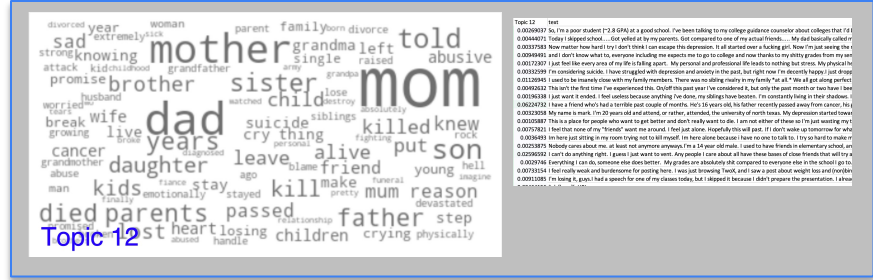 divorced
year
woman
parent
family
born
divorce
sad
extremely
sick
mother
grandma
left
told
strong
knowing
single
army
abusive
attack
kid
childhood
grandfather
raised
promise
brother
sister
child
grandpa
lose
destroy
mom
husband
watched
absolutely
worried
dad
siblings
tears
break
wife
suicide
killed
knew
growing
live
broke
years
cry
thing
put
son
rock
cancer
diagnosed
leave
personal
alive
grandmother
daughter
ago
blame
friend
young
hell
abuse
imagine
man
kids
fiance
stay
kill
make
mum
reason
emotionally
stayed
pretty
funeral
finally
devastated
died
parents
passed
relationship
father
step
promised
lost
heart
losing
children
crying
physically
abused
handle
Topic 12
Topic 12 text
0.00269037 So, I'm a poor student (~2.8 GPA) at a good school. I've been talking to my college guidance counselor about colleges that I'd
0.00444071 Today I skipped school.....Got yelled at by my parents. Got compared to one of my actual friends..... My dad basically called
0.00337583 Now matter how hard I try I don't think I can escape this depression. It all started over a fucking girl. Now I'm just seeing the
0.00949491 and I don't know what to, everyone including me expects me to go to college and now thanks to my shitty grades from my
0.00172307 I just feel like every area of my life is falling apart. My personal and professional life leads to nothing but stress. My physical
0.00332599 I'm considering suicide. I have struggled with depression and anxiety in the past, but right now I'm decently happy. I just
0.00492632 This isn't the first time I've experienced this. On/off this past year I've considered it, but only the past month or two have I
0.01126945 I used to be insanely close with my family members. There was no sibling rivalry in my family *at all.* We all got along perfect
0.00196338 I just want it ended. I feel useless because anything I've done, my siblings have beaten. I'm constantly living in their shadows.
0.06224732 I have a friend who's had a terrible past couple of months. He's 16 years old, his father recently passed away from cancer,
0.00323058 My name is mark. I'm 20 years old and atored, or rather, attended, the university of north texas. My depression started
0.00105887 This is a place for people who want to get better and don't really want to die. I am not either of these so I'm just wasting my
0.00757821 I feel that none of my "friends" want me around. I feel just alone. Hopefully this will past. If I don't wake up tomorrow for
0.0036493 Im here just sitting in my room trying not to kill myself. Im here alone because i have no one to talk to. I try so hard to make
0.00253875 Nobody cares about me. at least not anymore anyways.I'm a 14 year old male. I used to have friends in elementary school,
0.02596592 I can't do anything right. I guess I just want to vent. Any people I care about all have these bases of close friends that will try
0.0029746 Everything I can do, someone else does better. My grades are absolutely shit compared to everyone else in the school I go to.
0.00733154 I feel really weak and burdensome for posting here. I was just browsing TwoX, and I saw a post about weight loss and
0.00911085 I'm losing it, guys.I had a speech for one of my classes today, but I skipped it because I didn't prepare the presentation. I